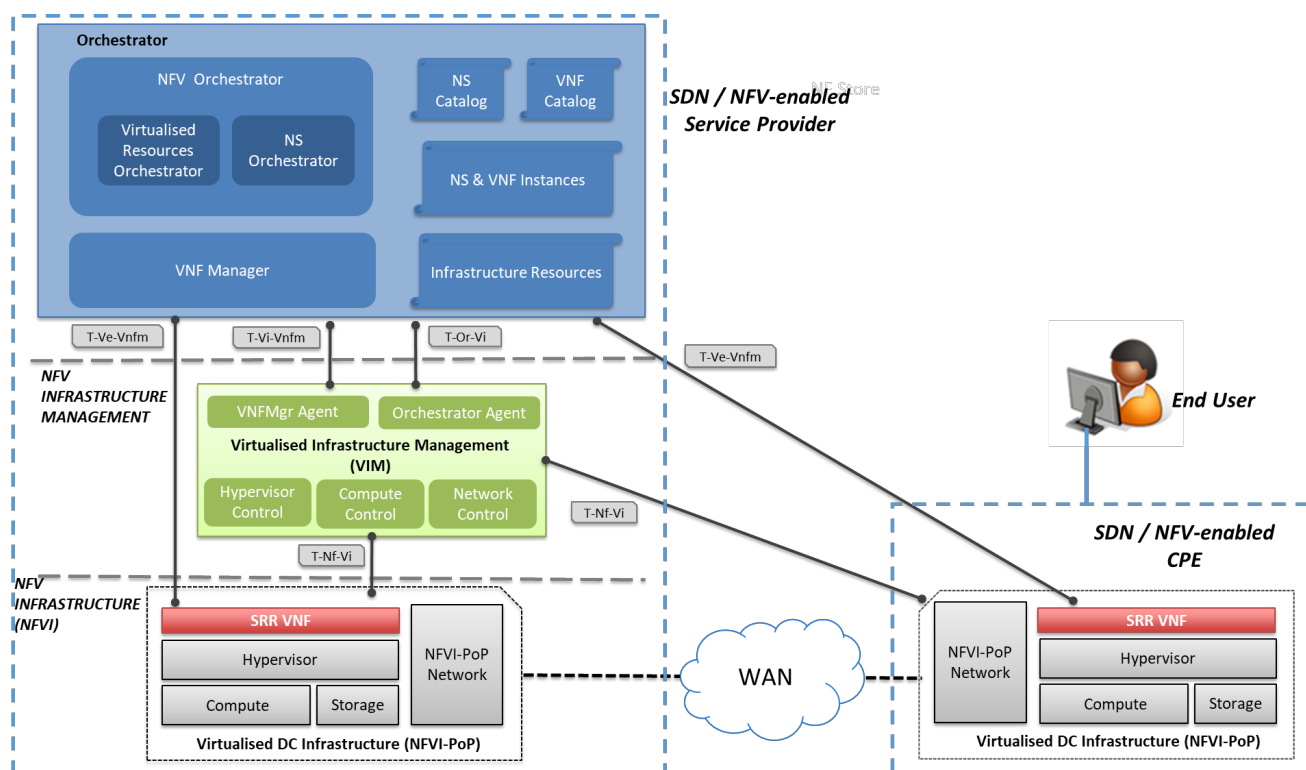 Orchestrator
NFV Orchestrator
Virtualised
Resources
Orchestrator
NS
Orchestrator
NS
Catalog
VNF
Catalog
NS & VNF Instances
VNF Manager
Infrastructure Resources
NF Store
SDN / NFV-enabled
Service Provider
T-Ve-Vnfm
T-Vi-Vnfm
T-Or-Vi
T-Ve-Vnfm
NFV
INFRASTRUCTURE
MANAGEMENT
VNFMgr Agent
Orchestrator Agent
Virtualised Infrastructure Management
(VIM)
Hypervisor
Control
Compute
Control
Network
Control
End User
T-Nf-Vi
T-Nf-Vi
SDN / NFV-enabled
CPE
NFV
INFRASTRUCTURE
(NFVI)
SRR VNF
Hypervisor
Compute
Storage
NFVI-PoP
Network
Virtualised DC Infrastructure (NFVI-PoP)
WAN
NFVI-PoP
Network
SRR VNF
Hypervisor
Compute
Storage
Virtualised DC Infrastructure (NFVI-PoP)